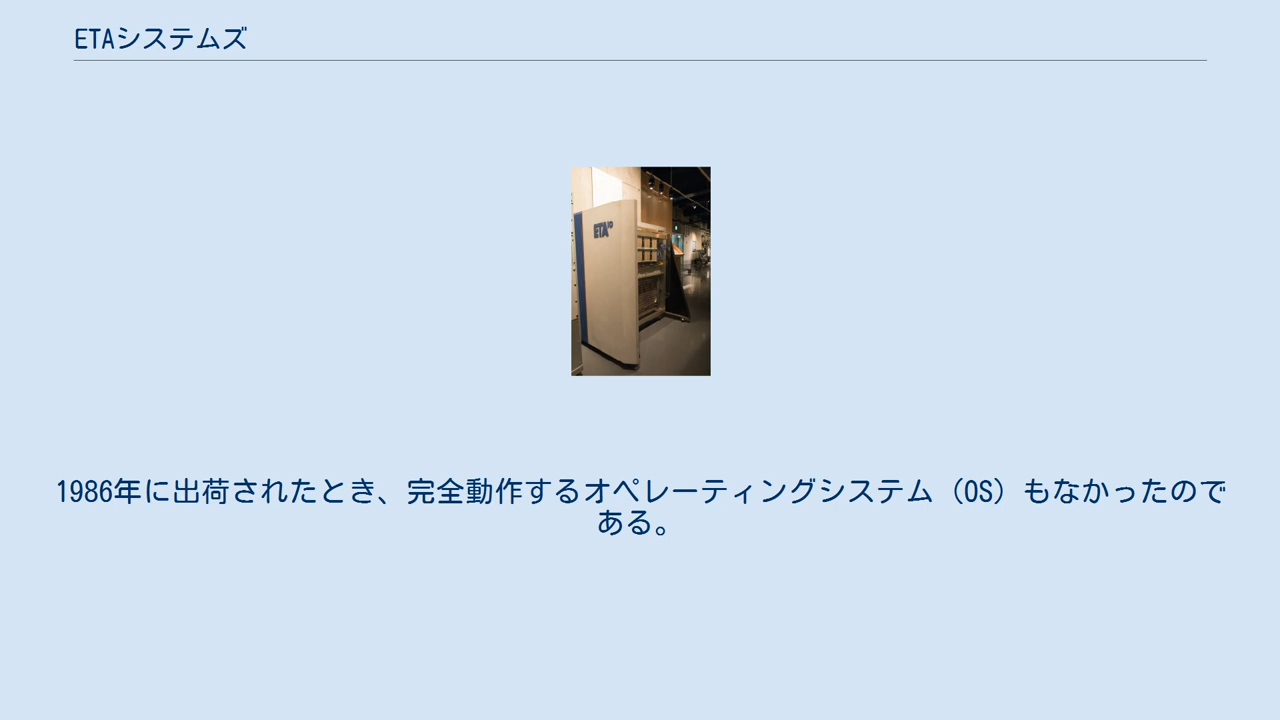 ETAシステムズ
ETA10
1986年に出荷されたとき、完全動作するオペレーティングシステム（OS）もなかったので
ある。